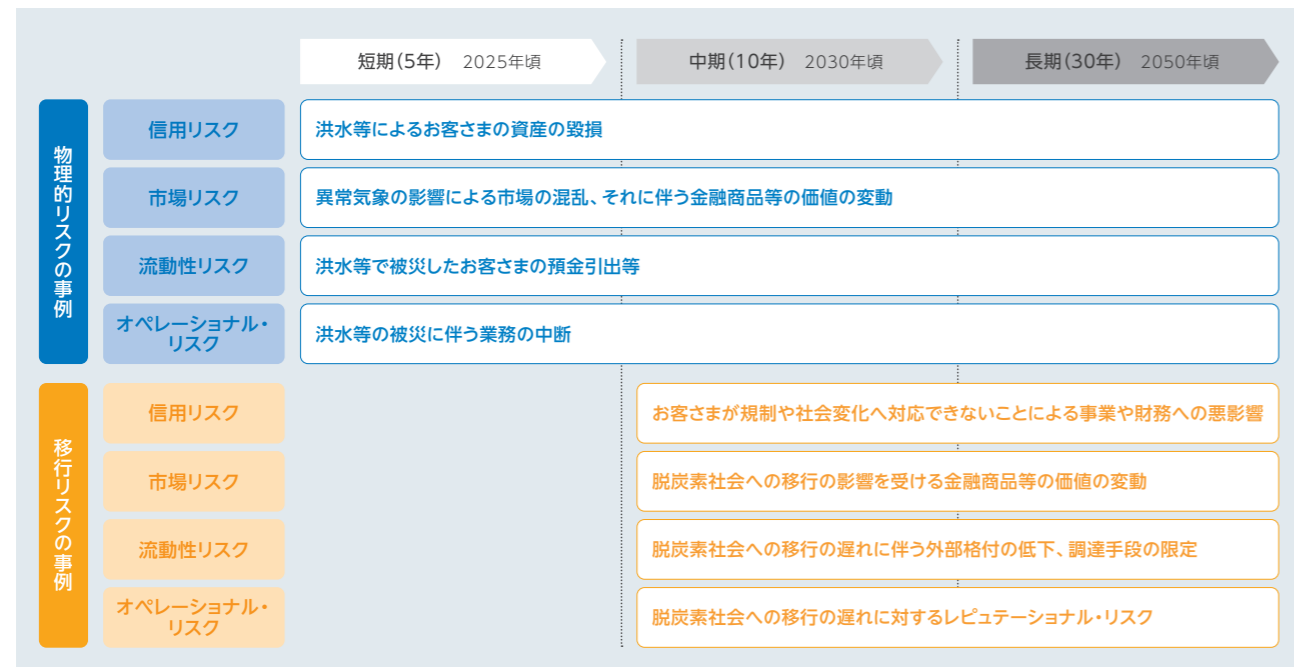 短期(5年) 2025年頃
中期(10年) 2030年頃
長期(30年) 2050年頃
物理的リスクの事例
信用リスク
洪水等によるお客さまの資産の毀損
市場リスク
異常気象の影響による市場の混乱、それに伴う金融商品等の価値の変動
流動性リスク
洪水等で被災したお客さまの預金引出等
オペレーショナル・
リスク
洪水等の被災に伴う業務の中断
移行リスクの事例
信用リスク
お客さまが規制や社会変化へ対応できないことによる事業や財務への悪影響
市場リスク
脱炭素社会への移行の影響を受ける金融商品等の価値の変動
流動性リスク
脱炭素社会への移行の遅れに伴う外部格付の低下、調達手段の限定
オペレーショナル・
リスク
脱炭素社会への移行の遅れに対するレピュテーショナル・リスク